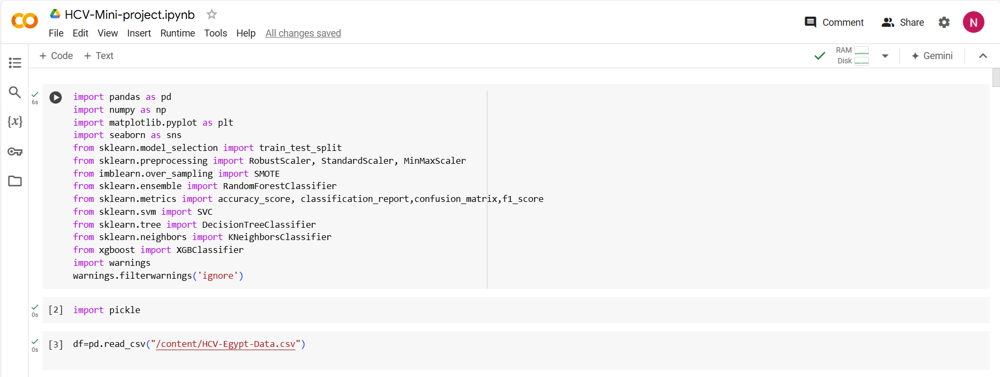 HCV-Mini-project.ipynb
File Edit View Insert Runtime Tools Help All changes saved
Comment Share N
+ Code + Text
RAM
Disk
Gemini
6s
import pandas as pd
import numpy as np
import matplotlib.pyplot as plt
import seaborn as sns
from sklearn.model_selection import train_test_split
from sklearn.preprocessing import RobustScaler, StandardScaler, MinMaxScaler
from imblearn.over_sampling import SMOTE
from sklearn.ensemble import RandomForestClassifier
from sklearn.metrics import accuracy_score, classification_report,confusion_matrix,f1_score
from sklearn.svm import SVC
from sklearn.tree import DecisionTreeClassifier
from sklearn.neighbors import KNeighborsClassifier
from xgboost import XGBClassifier
import warnings
warnings.filterwarnings('ignore')
0s
[2] import pickle
0s
[3] df=pd.read_csv("/content/HCV-Egypt-Data.csv")
{x}